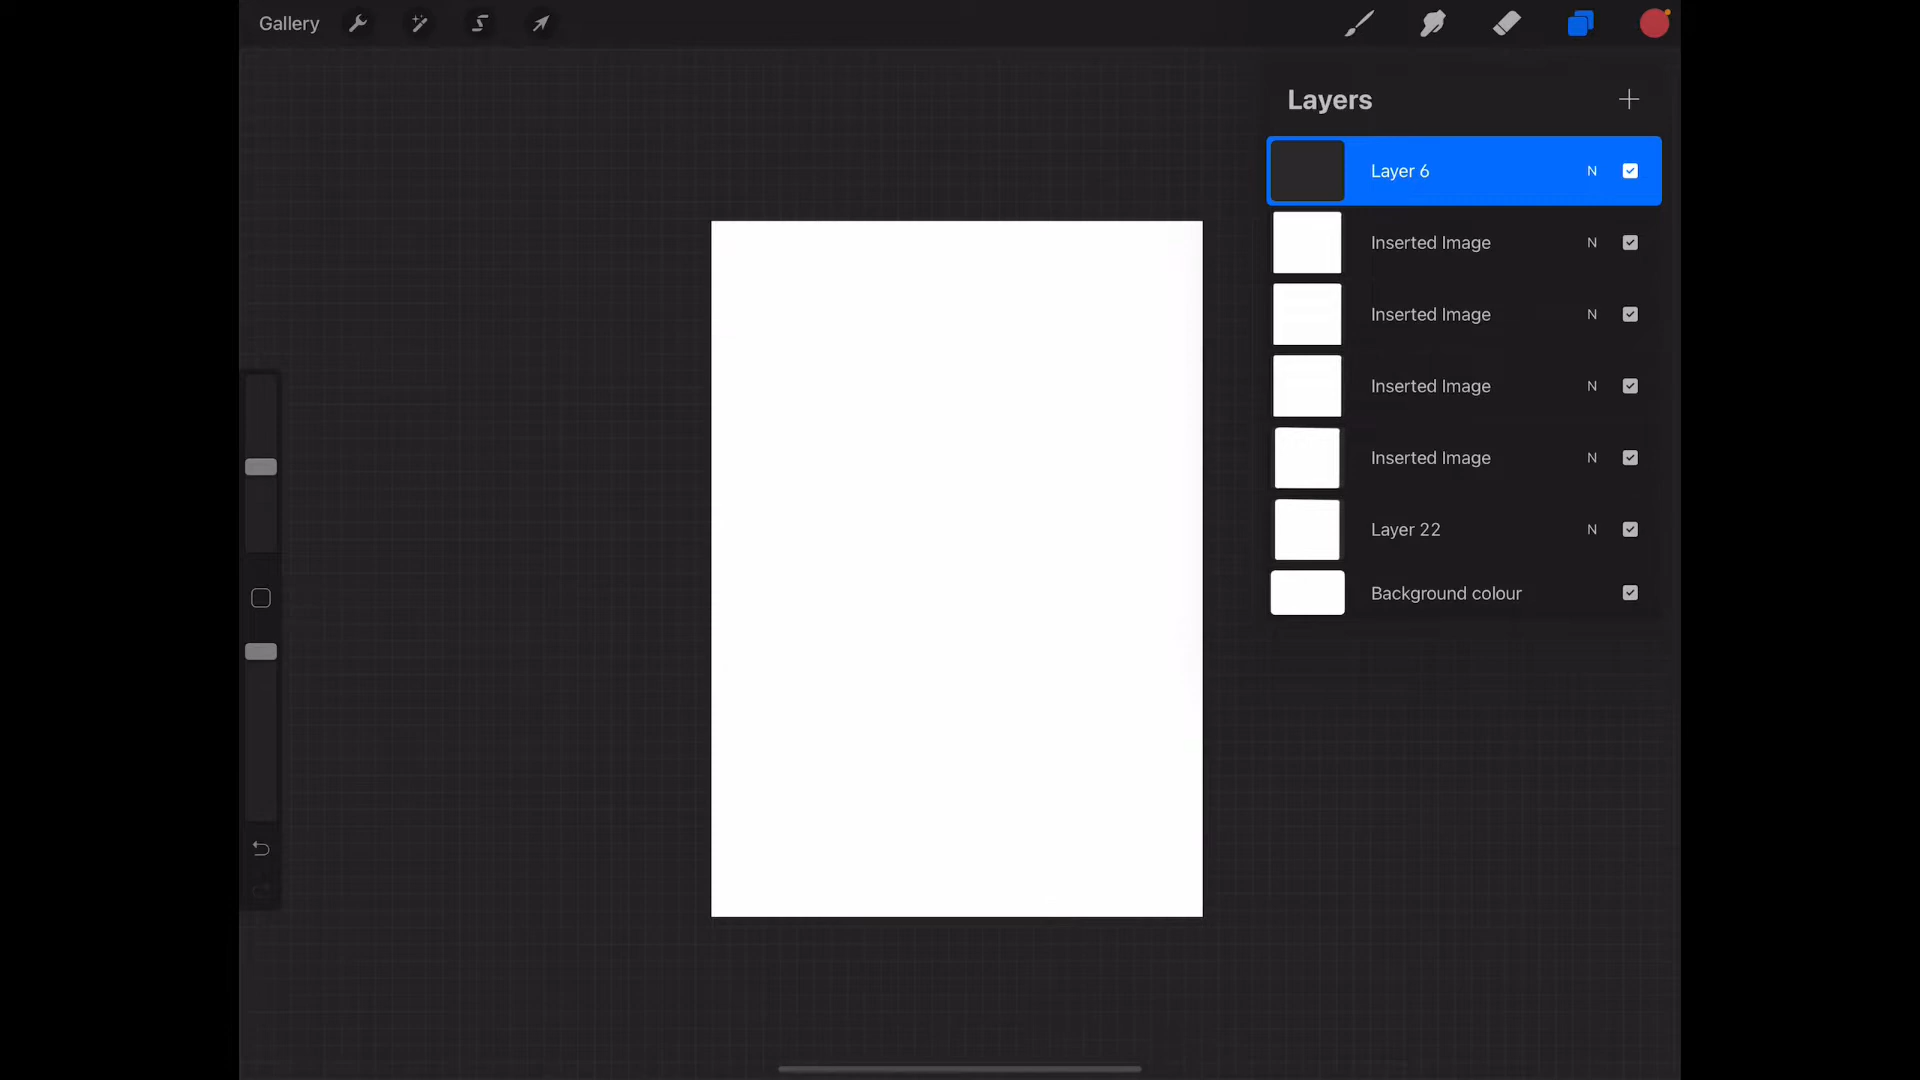 Gallery
Layers
Layer 6 N
Inserted Image N
Inserted Image N
Inserted Image N
Inserted Image N
Layer 22 N
Background colour